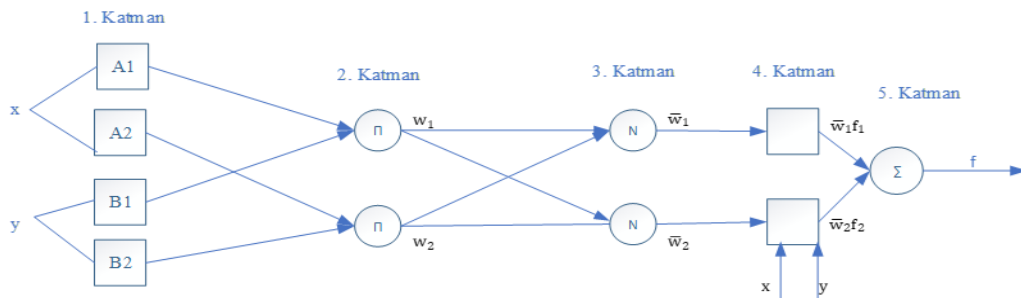 1. Katman
A1
2. Katman
3. Katman
4. Katman
5. Katman
x
A2
w₁
w̅₁
w̅₁f₁
Π
N
Σ
f
B1
y
B2
Π
w₂
N
w̅₂
w̅₂f₂
x
y